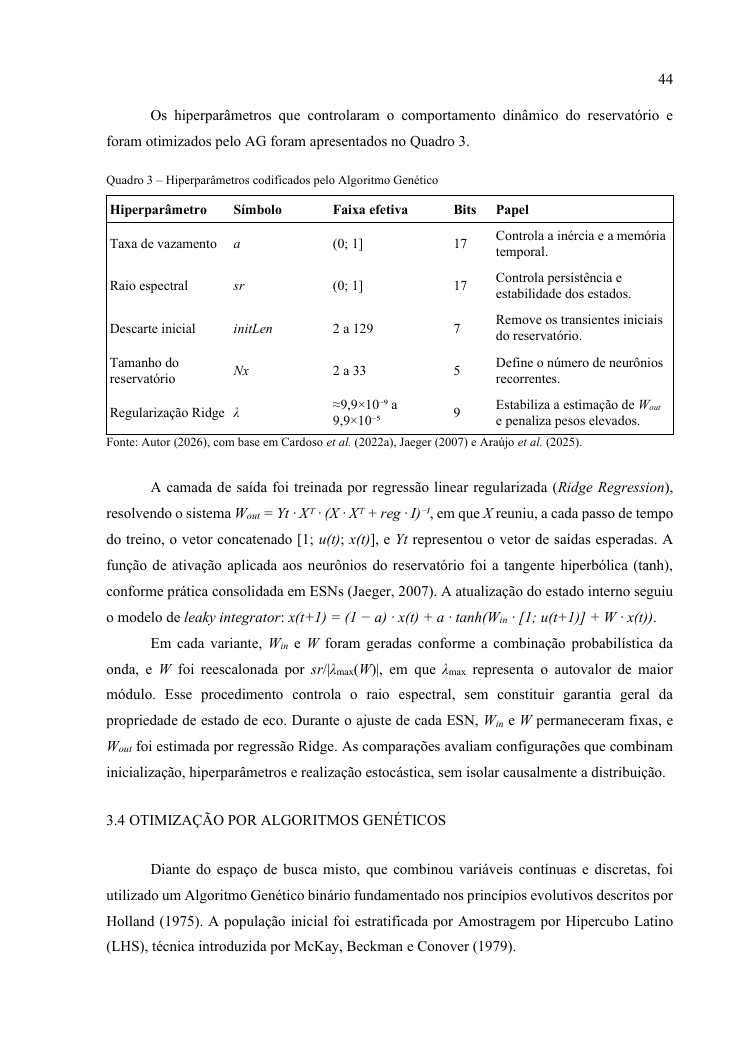 44
Os hiperparâmetros que controlaram o comportamento dinâmico do reservatório e
foram otimizados pelo AG foram apresentados no Quadro 3.
Quadro 3 – Hiperparâmetros codificados pelo Algoritmo Genético
Hiperparâmetro Símbolo Faixa efetiva Bits Papel
Taxa de vazamento a (0; 1] 17 Controla a inércia e a memória
temporal.
Raio espectral sr (0; 1] 17 Controla persistência e
estabilidade dos estados.
Descarte inicial initLen 2 a 129 7 Remove os transientes iniciais
do reservatório.
Tamanho do
reservatório Nx 2 a 33 5 Define o número de neurônios
recorrentes.
Regularização Ridge λ ≈9,9×10⁻⁹ a
9,9×10⁻⁵ 9 Estabiliza a estimação de Wout
e penaliza pesos elevados.
Fonte: Autor (2026), com base em Cardoso et al. (2022a), Jaeger (2007) e Araújo et al. (2025).
A camada de saída foi treinada por regressão linear regularizada (Ridge Regression),
resolvendo o sistema Wout = Yt · Xᵀ · (X · Xᵀ + reg · I)⁻¹, em que X reuniu, a cada passo de tempo
do treino, o vetor concatenado [1; u(t); x(t)], e Yt representou o vetor de saídas esperadas. A
função de ativação aplicada aos neurônios do reservatório foi a tangente hiperbólica (tanh),
conforme prática consolidada em ESNs (Jaeger, 2007). A atualização do estado interno seguiu
o modelo de leaky integrator: x(t+1) = (1 − a) · x(t) + a · tanh(Win · [1; u(t+1)] + W · x(t)).
Em cada variante, Win e W foram geradas conforme a combinação probabilística da
onda, e W foi reescalonada por sr/|λmax(W)|, em que λmax representa o autovalor de maior
módulo. Esse procedimento controla o raio espectral, sem constituir garantia geral da
propriedade de estado de eco. Durante o ajuste de cada ESN, Win e W permaneceram fixas, e
Wout foi estimada por regressão Ridge. As comparações avaliam configurações que combinam
inicialização, hiperparâmetros e realização estocástica, sem isolar causalmente a distribuição.
3.4 OTIMIZAÇÃO POR ALGORITMOS GENÉTICOS
Diante do espaço de busca misto, que combinou variáveis contínuas e discretas, foi
utilizado um Algoritmo Genético binário fundamentado nos princípios evolutivos descritos por
Holland (1975). A população inicial foi estratificada por Amostragem por Hipercubo Latino
(LHS), técnica introduzida por McKay, Beckman e Conover (1979).